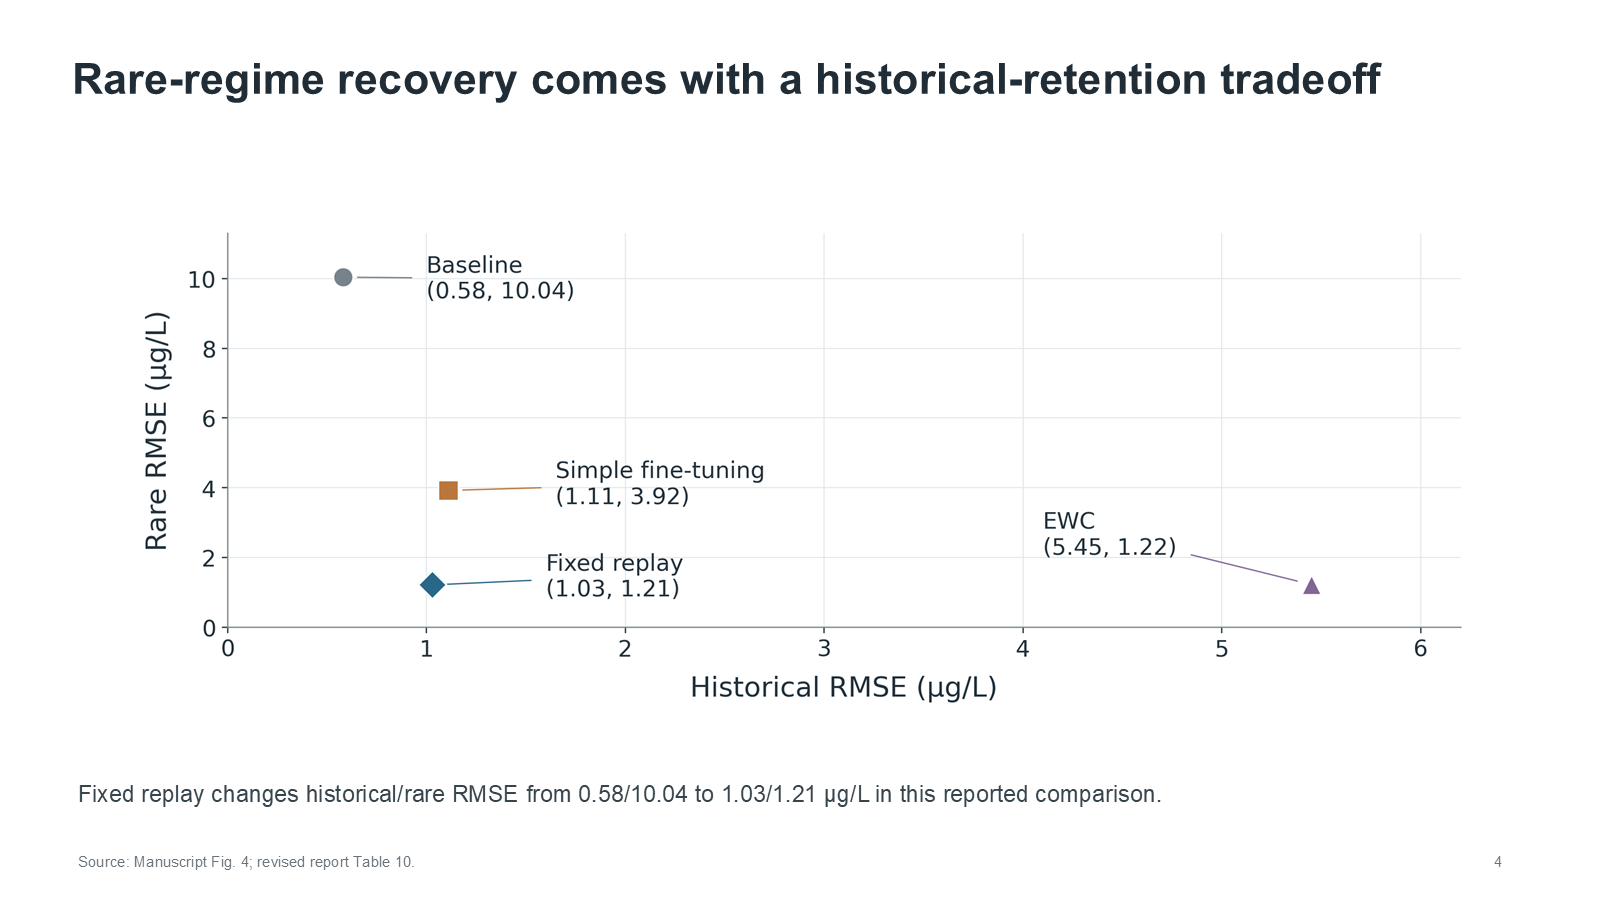 Rare-regime recovery comes with a historical-retention tradeoff
Rare RMSE (µg/L)
10
8
6
4
2
0
Baseline
(0.58, 10.04)
Simple fine-tuning
(1.11, 3.92)
EWC
(5.45, 1.22)
Fixed replay
(1.03, 1.21)
0 1 2 3 4 5 6
Historical RMSE (µg/L)
Fixed replay changes historical/rare RMSE from 0.58/10.04 to 1.03/1.21 µg/L in this reported comparison.
Source: Manuscript Fig. 4; revised report Table 10.
4